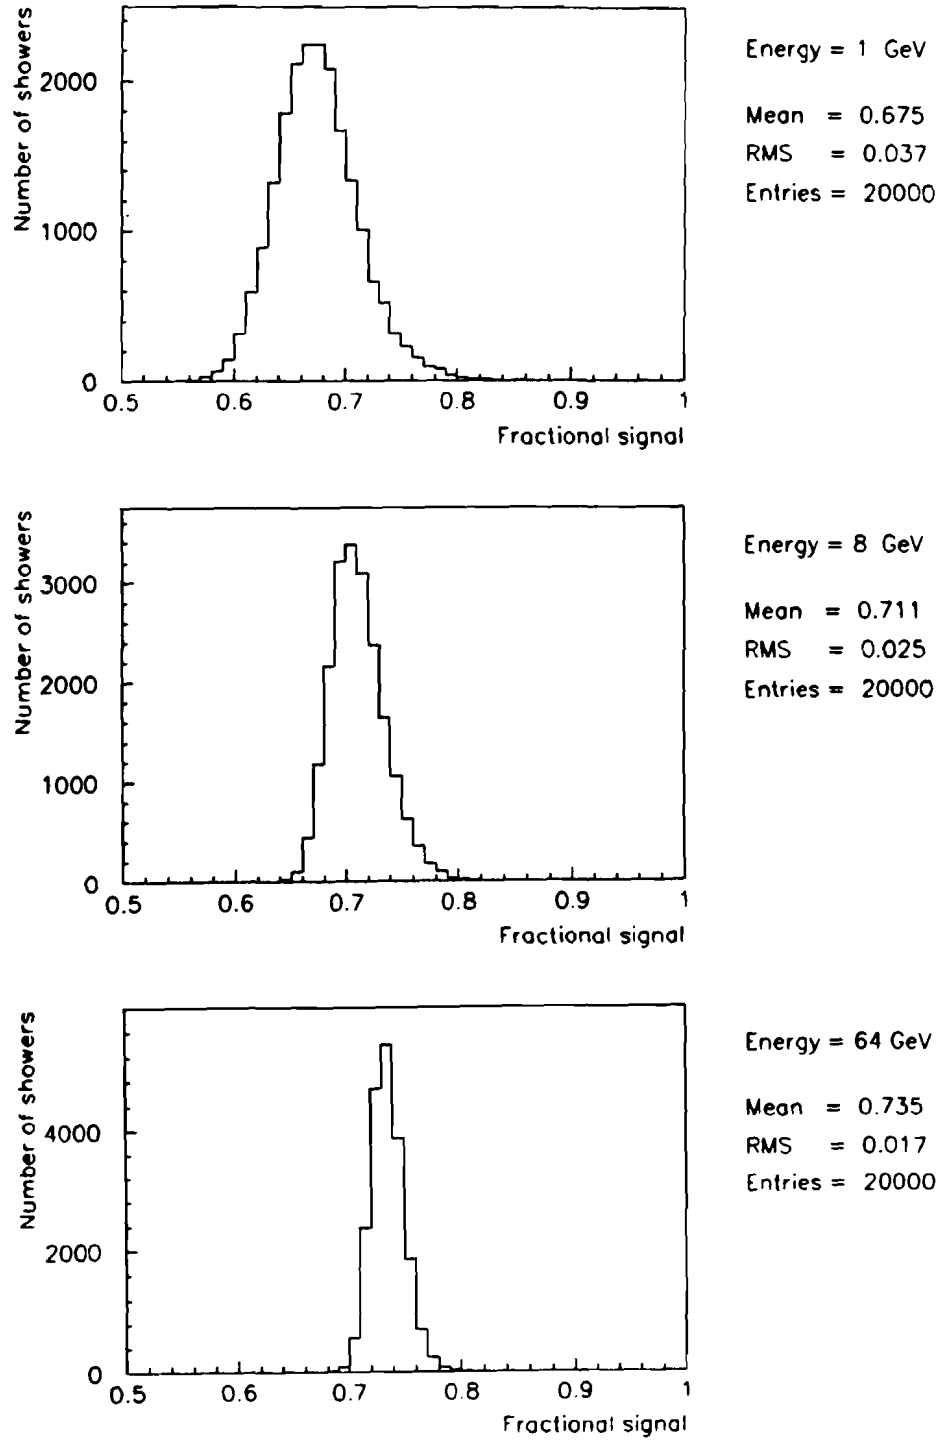 Number of showers
2000
1000
0
0.5 0.6 0.7 0.8 0.9 1
Fractional signal
Energy = 1 GeV
Mean = 0.675
RMS = 0.037
Entries = 20000
Number of showers
3000
2000
1000
0
0.5 0.6 0.7 0.8 0.9 1
Fractional signal
Energy = 8 GeV
Mean = 0.711
RMS = 0.025
Entries = 20000
Number of showers
4000
2000
0
0.5 0.6 0.7 0.8 0.9 1
Fractional signal
Energy = 64 GeV
Mean = 0.735
RMS = 0.017
Entries = 20000